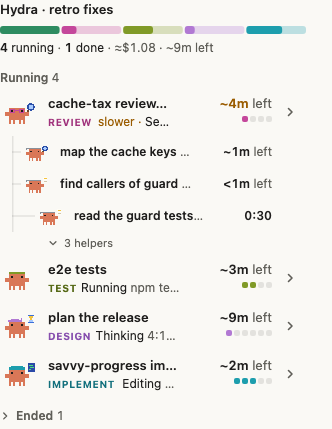 Hydra · retro fixes
4 running · 1 done · ≈$1.08 · ~9m left
Running 4
cache-tax review... ~4m left
REVIEW slower · Se...
map the cache keys ... ~1m left
find callers of guard ... <1m left
read the guard tests... 0:30
3 helpers
e2e tests ~3m left
TEST Running npm te...
plan the release ~9m left
DESIGN Thinking 4:1...
savvy-progress im... ~2m left
IMPLEMENT Editing ...
Ended 1